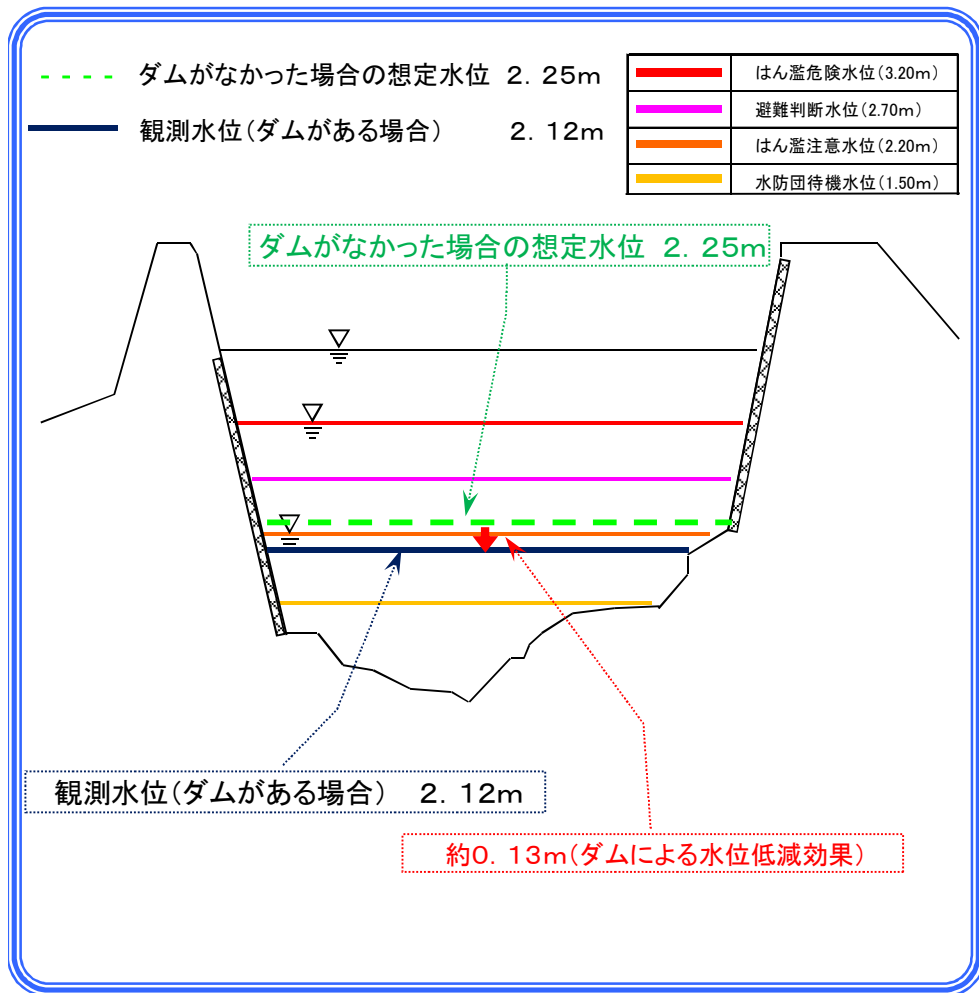 ダムがなかった場合の想定水位 2.25m
観測水位(ダムがある場合) 2.12m
はん濫危険水位(3.20m)
避難判断水位(2.70m)
はん濫注意水位(2.20m)
水防団待機水位(1.50m)
ダムがなかった場合の想定水位 2.25m
観測水位(ダムがある場合) 2.12m
約0.13m(ダムによる水位低減効果)